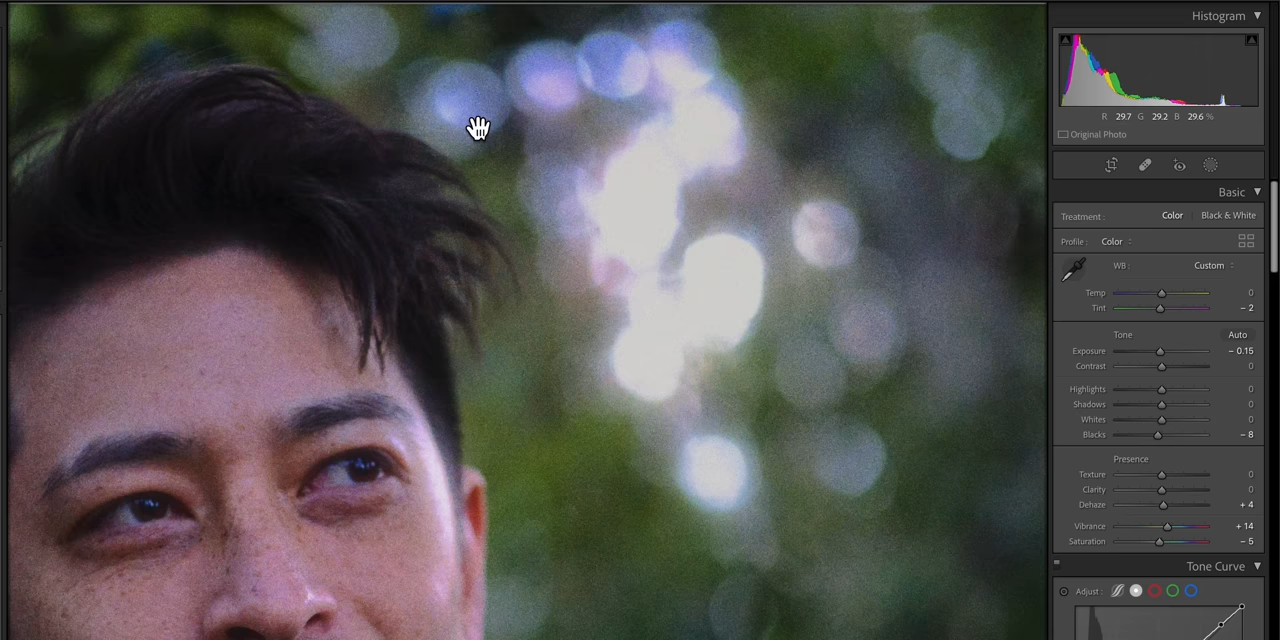 Histogram
R 29.7 G 29.2 B 29.6 %
Original Photo
Basic
Treatment : Color Black & White
Profile : Color
WB : Custom
Temp 0
Tint – 2
Tone Auto
Exposure – 0.15
Contrast 0
Highlights 0
Shadows 0
Whites 0
Blacks – 8
Presence
Texture 0
Clarity 0
Dehaze + 4
Vibrance + 14
Saturation – 5
Tone Curve
Adjust :